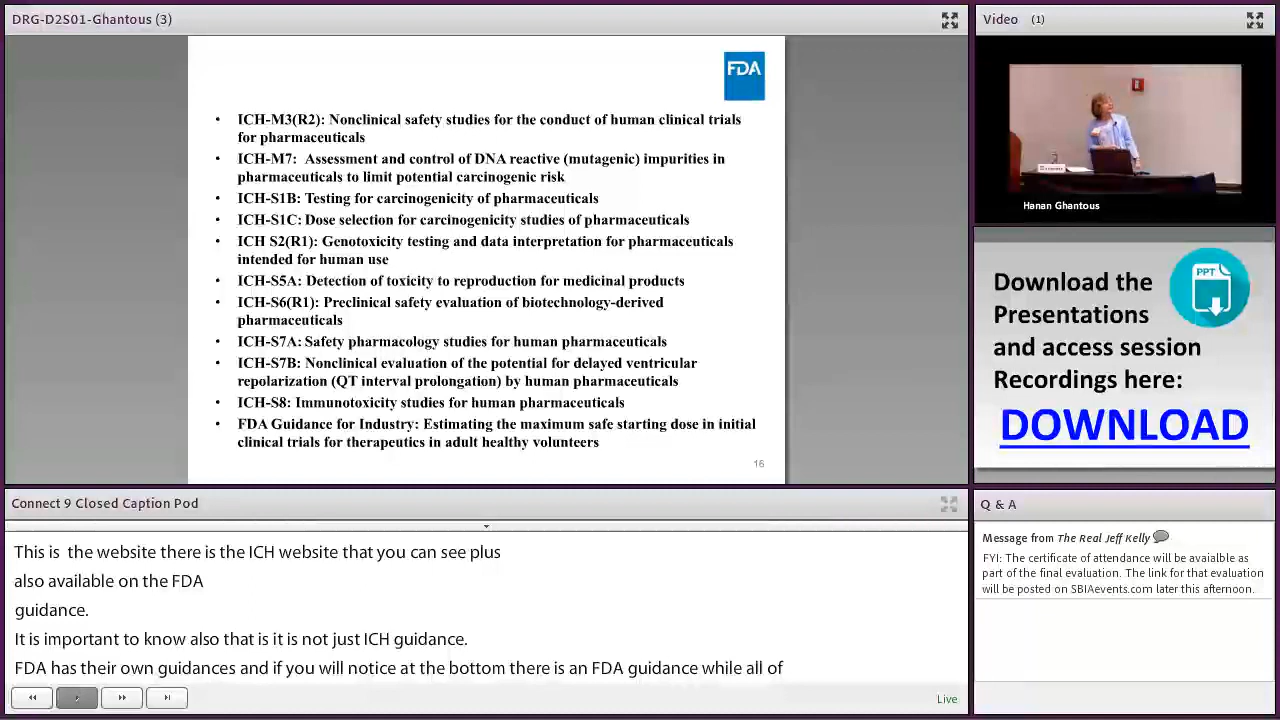 DRG-D2S01-Ghantous (3)
FDA
• ICH-M3(R2): Nonclinical safety studies for the conduct of human clinical trials
for pharmaceuticals
• ICH-M7: Assessment and control of DNA reactive (mutagenic) impurities in
pharmaceuticals to limit potential carcinogenic risk
• ICH-S1B: Testing for carcinogenicity of pharmaceuticals
• ICH-S1C: Dose selection for carcinogenicity studies of pharmaceuticals
• ICH S2(R1): Genotoxicity testing and data interpretation for pharmaceuticals
intended for human use
• ICH-S5A: Detection of toxicity to reproduction for medicinal products
• ICH-S6(R1): Preclinical safety evaluation of biotechnology-derived
pharmaceuticals
• ICH-S7A: Safety pharmacology studies for human pharmaceuticals
• ICH-S7B: Nonclinical evaluation of the potential for delayed ventricular
repolarization (QT interval prolongation) by human pharmaceuticals
• ICH-S8: Immunotoxicity studies for human pharmaceuticals
• FDA Guidance for Industry: Estimating the maximum safe starting dose in initial
clinical trials for therapeutics in adult healthy volunteers
16
Connect 9 Closed Caption Pod
This is the website there is the ICH website that you can see plus
also available on the FDA
guidance.
It is important to know also that is it is not just ICH guidance.
FDA has their own guidances and if you will notice at the bottom there is an FDA guidance while all of
Live
Video (1)
Hanan Ghantous
Download the
Presentations
and access session
Recordings here:
DOWNLOAD
PPT
Q & A
Message from The Real Jeff Kelly
FYI: The certificate of attendance will be avaialble as
part of the final evaluation. The link for that evaluation
will be posted on SBIAevents.com later this afternoon.